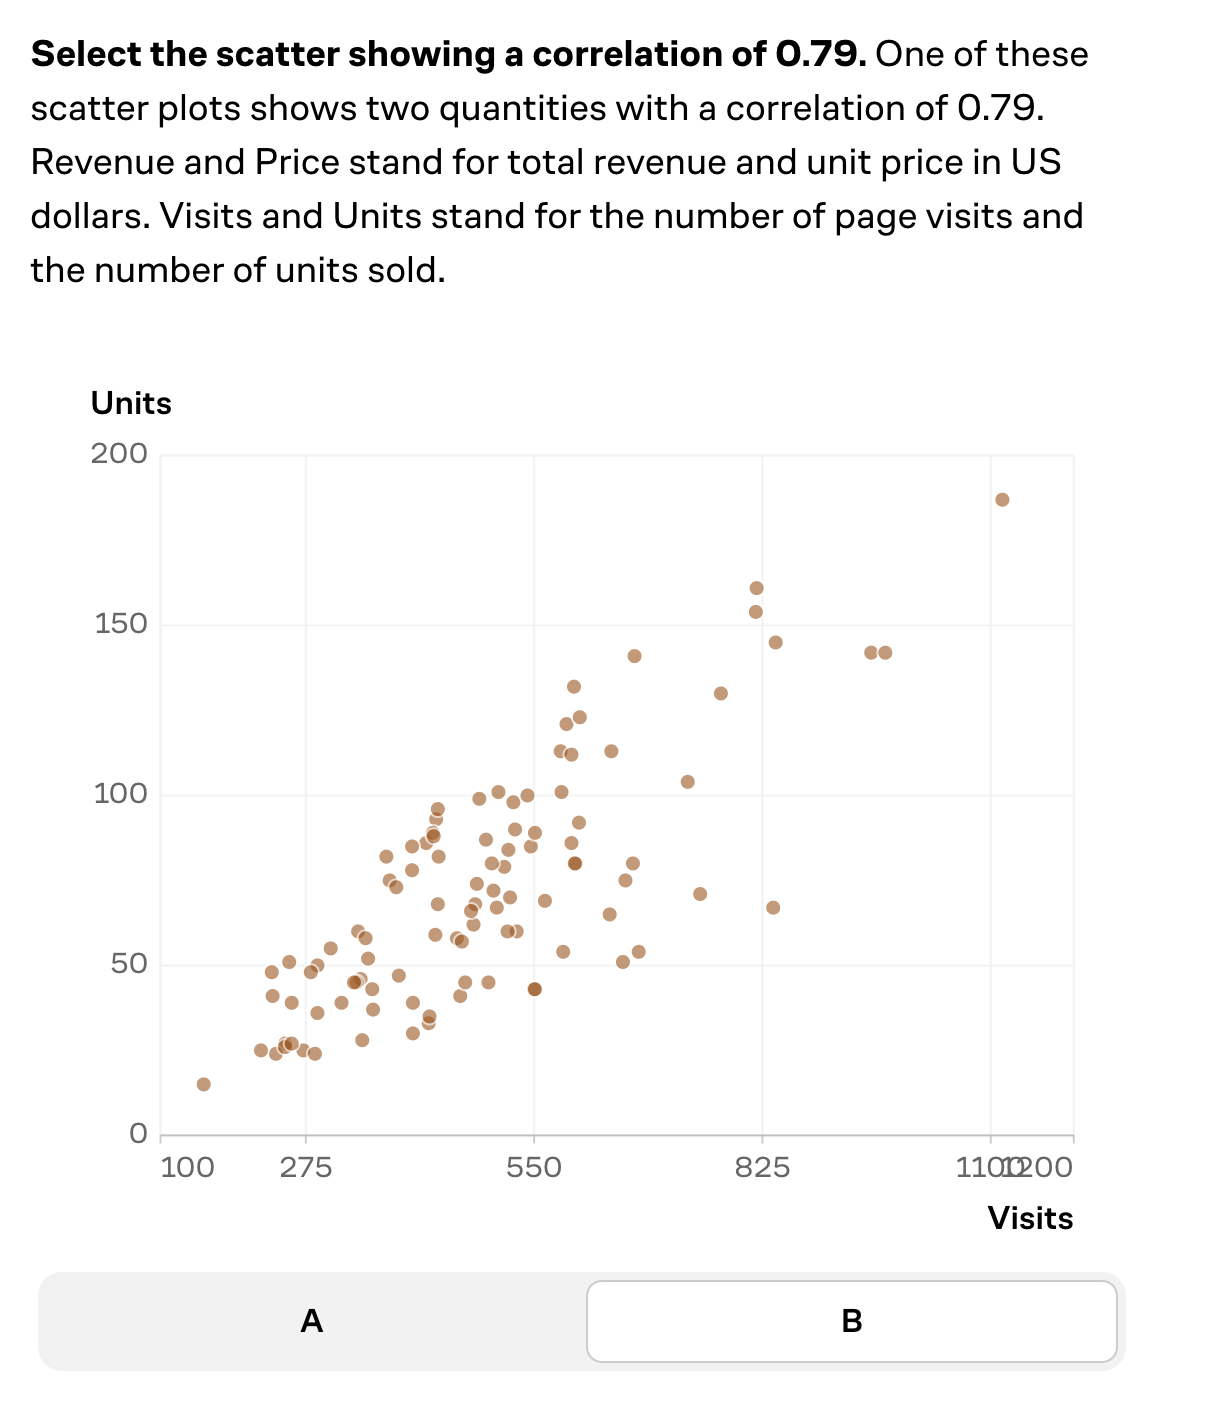 Select the scatter showing a correlation of 0.79. One of these
scatter plots shows two quantities with a correlation of 0.79.
Revenue and Price stand for total revenue and unit price in US
dollars. Visits and Units stand for the number of page visits and
the number of units sold.
Units
200
150
100
50
0
100 275 550 825 1100 1200
Visits
A B